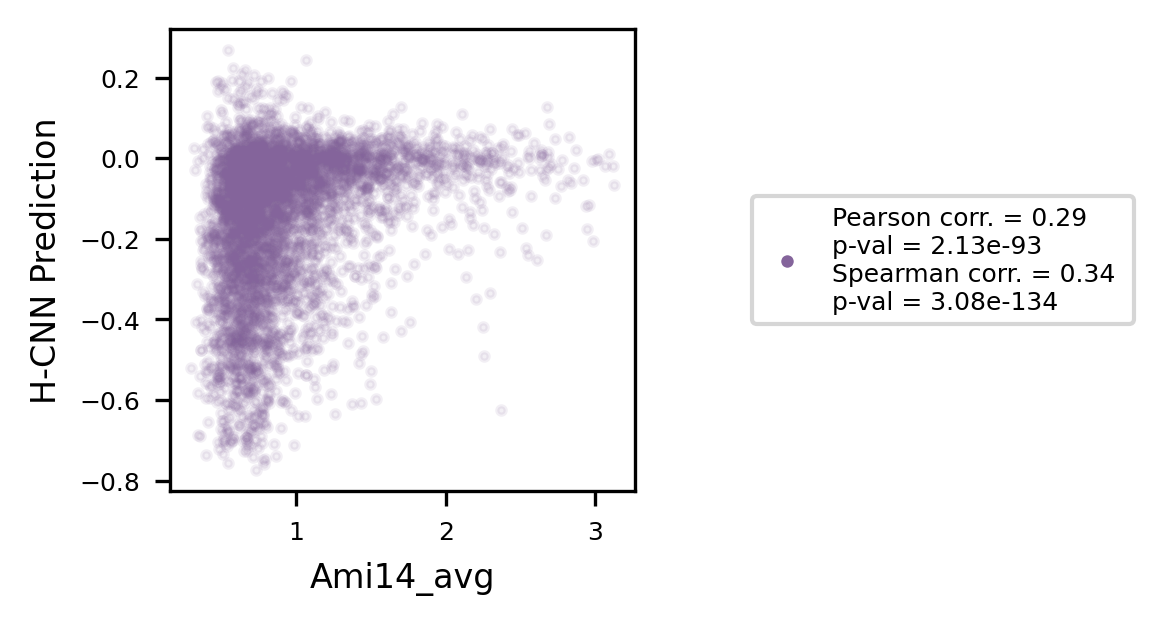 0.2
0.0
−0.2
−0.4
−0.6
−0.8
H-CNN Prediction
1 2 3
Ami14_avg
Pearson corr. = 0.29
p-val = 2.13e-93
Spearman corr. = 0.34
p-val = 3.08e-134